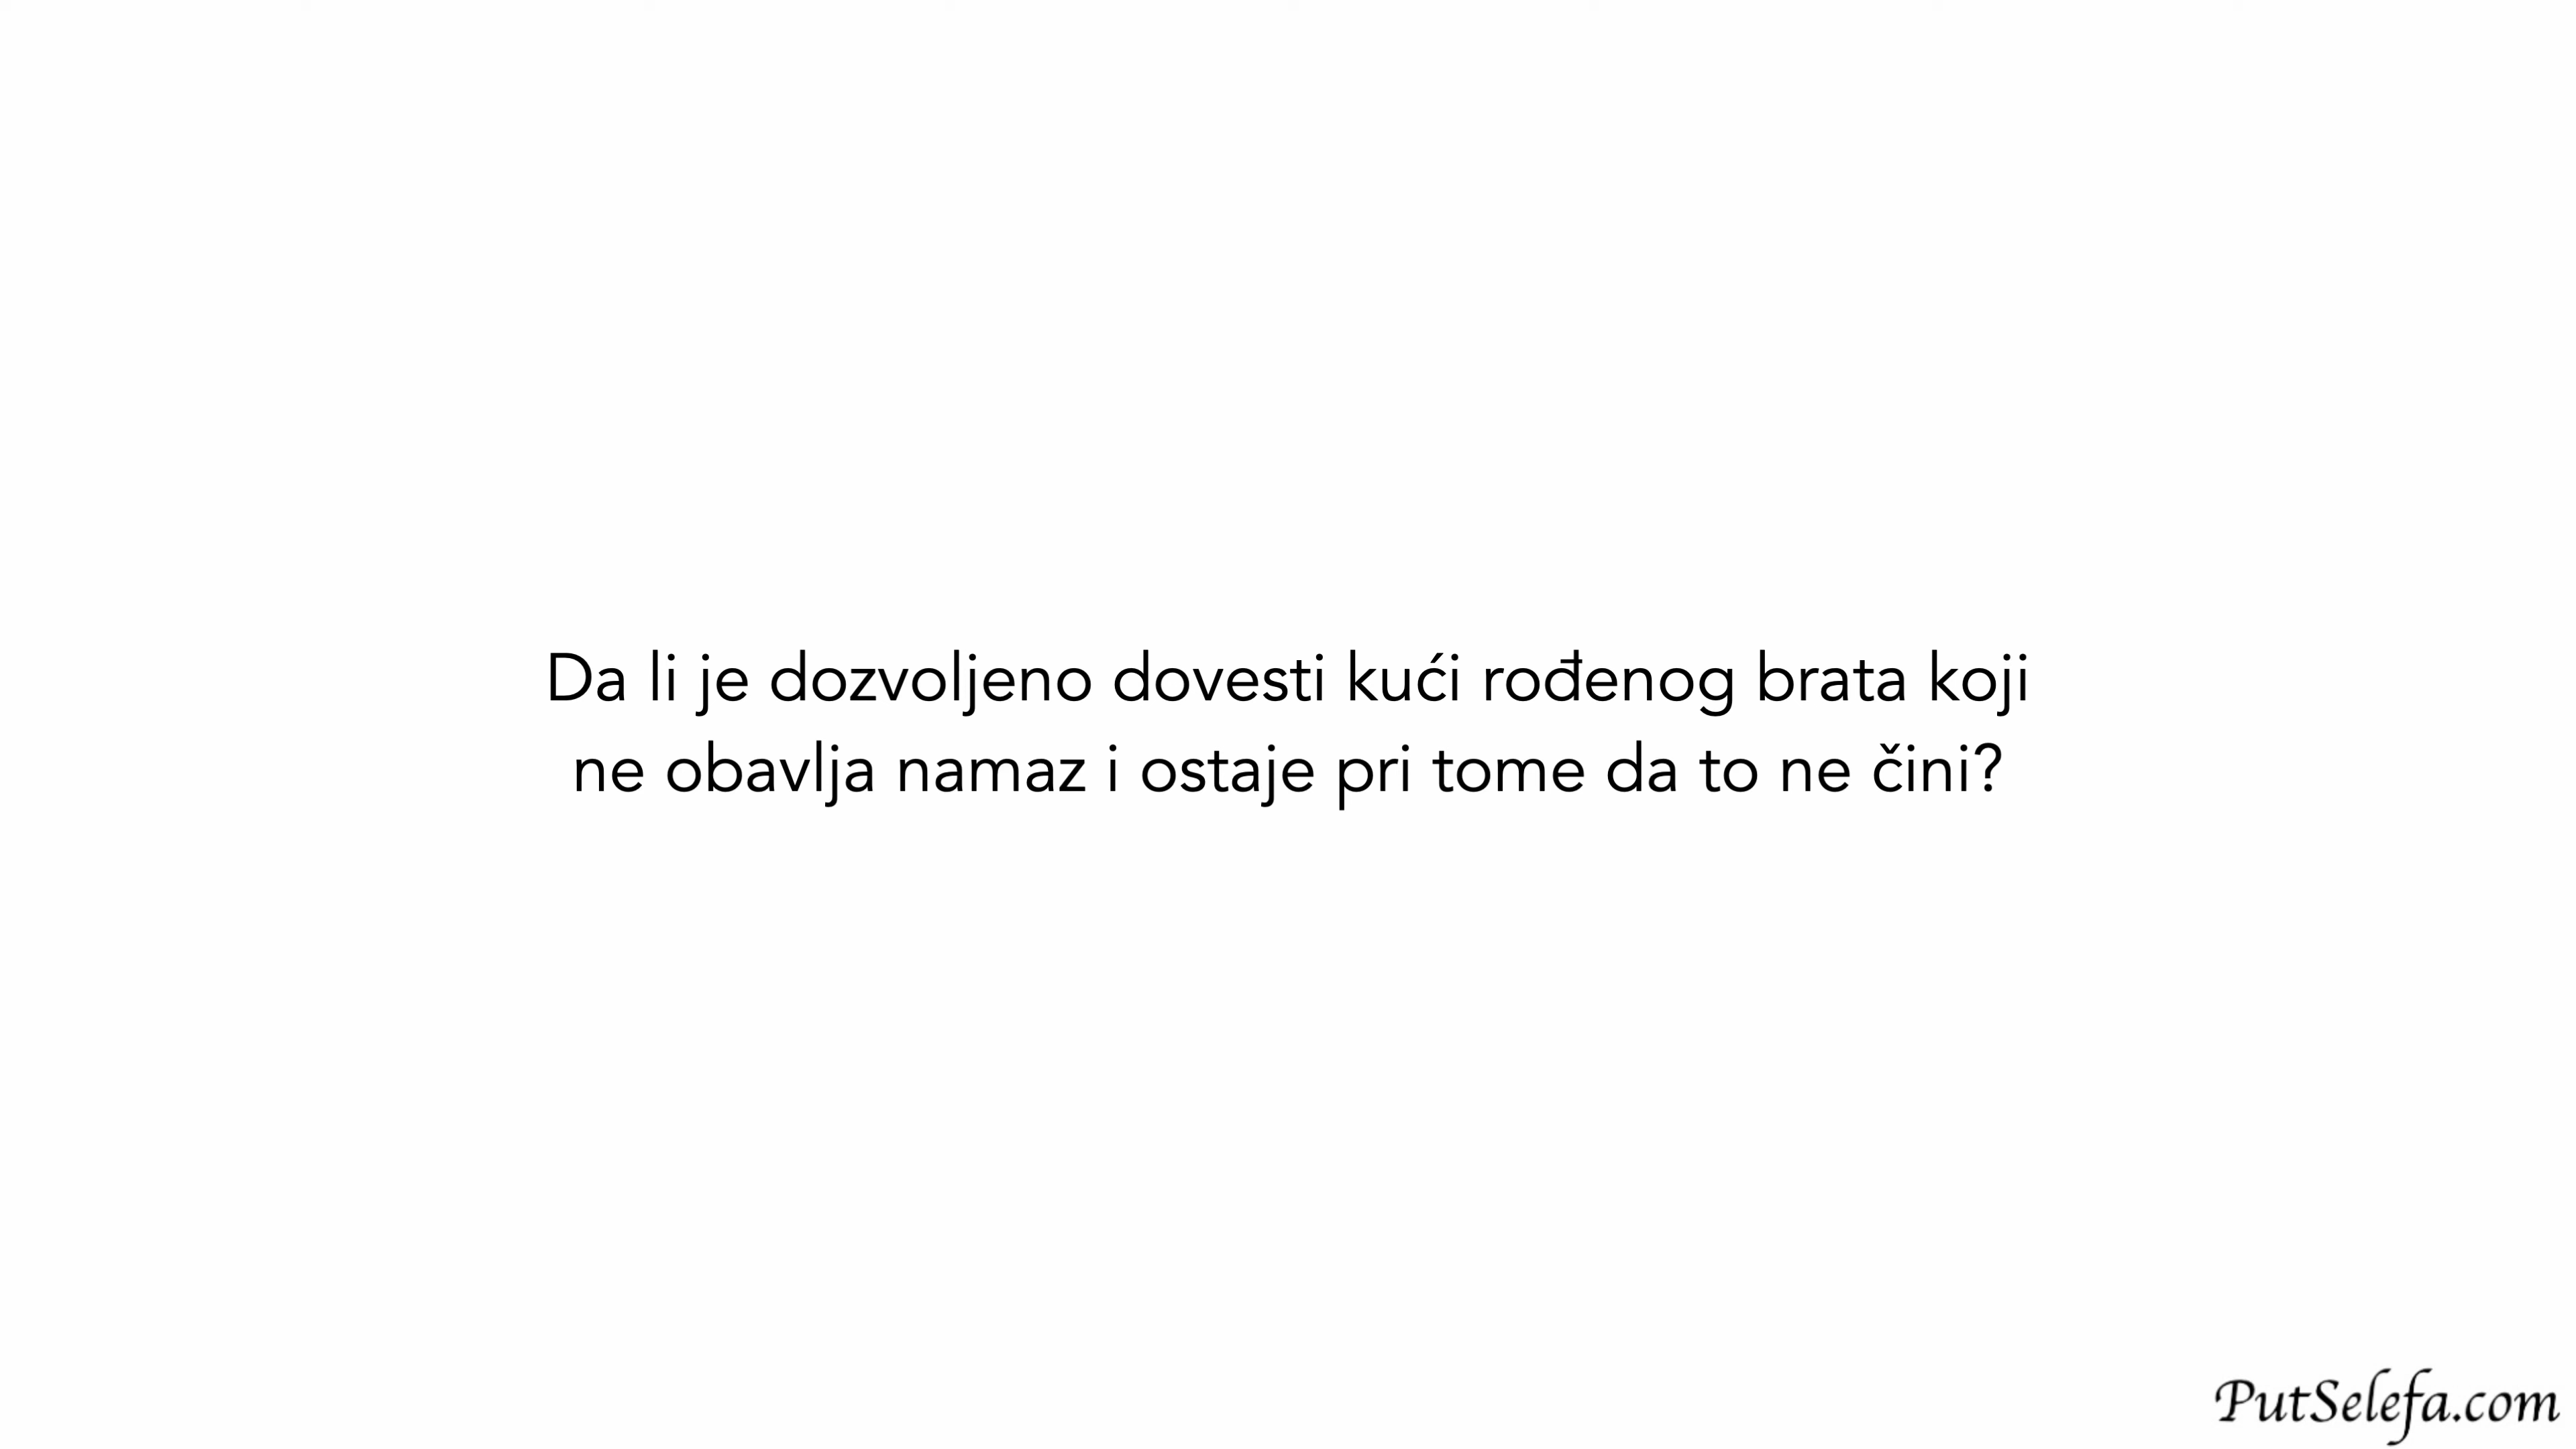 Da li je dozvoljeno dovesti kući rođenog brata koji
ne obavlja namaz i ostaje pri tome da to ne čini?
PutSelefa.com